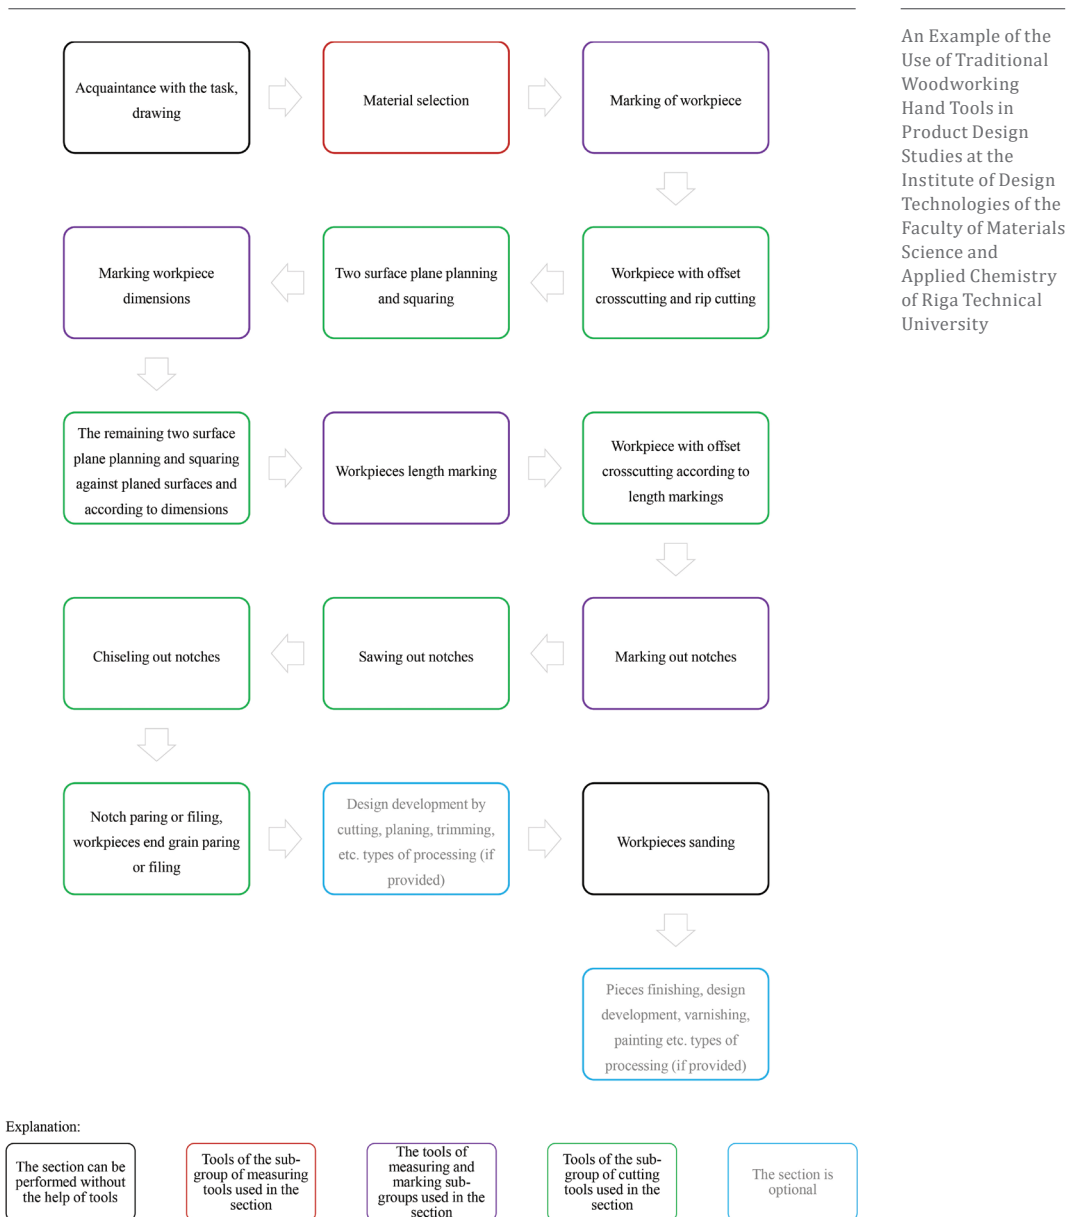 An Example of the
Use of Traditional
Woodworking
Hand Tools in
Product Design
Studies at the
Institute of Design
Technologies of the
Faculty of Materials
Science and
Applied Chemistry
of Riga Technical
University
Acquaintance with the task,
drawing
Material selection
Marking of workpiece
Workpiece with offset
crosscutting and rip cutting
Two surface plane planning
and squaring
Marking workpiece
dimensions
The remaining two surface
plane planning and squaring
against planed surfaces and
according to dimensions
Workpieces length marking
Workpiece with offset
crosscutting according to
length markings
Marking out notches
Sawing out notches
Chiseling out notches
Notch paring or filing,
workpieces end grain paring
or filing
Design development by
cutting, planing, trimming,
etc. types of processing (if
provided)
Workpieces sanding
Pieces finishing, design
development, varnishing,
painting etc. types of
processing (if provided)
Explanation:
The section can be
performed without
the help of tools
Tools of the sub-
group of measuring
tools used in the
section
The tools of
measuring and
marking sub-
groups used in the
section
Tools of the sub-
group of cutting
tools used in the
section
The section is
optional